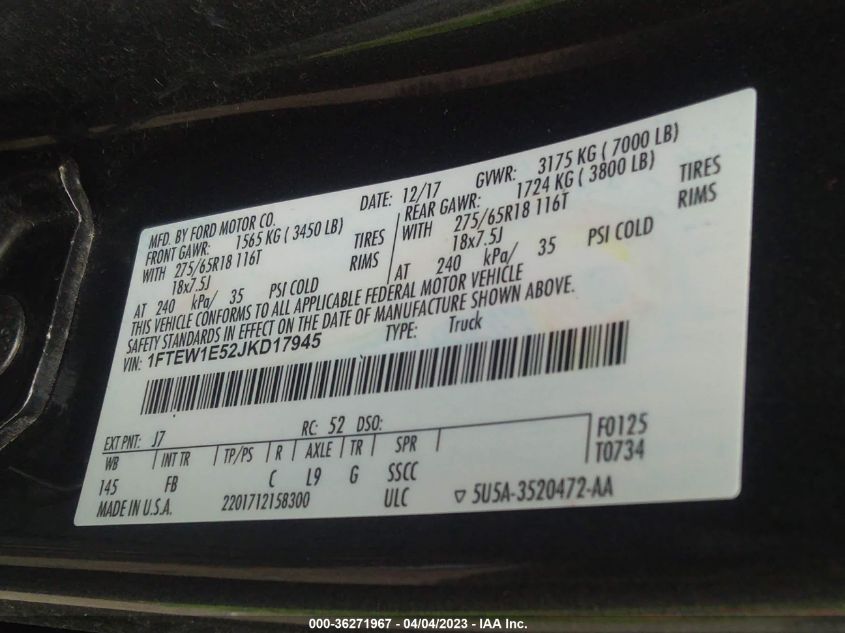 MFD. BY FORD MOTOR CO. DATE: 12/17 GVWR: 3175 KG ( 7000 LB)
FRONT GAWR: 1565 KG ( 3450 LB) REAR GAWR: 1724 KG ( 3800 LB)
WITH 275/65R18 116T TIRES WITH 275/65R18 116T TIRES
18x7.5J RIMS 18x7.5J RIMS
AT 240 kPa/ 35 PSI COLD AT 240 kPa/ 35 PSI COLD
THIS VEHICLE CONFORMS TO ALL APPLICABLE FEDERAL MOTOR VEHICLE
SAFETY STANDARDS IN EFFECT ON THE DATE OF MANUFACTURE SHOWN ABOVE.
VIN: 1FTEW1E52JKD17945 TYPE: Truck
EXT PNT: J7 RC: 52 DSO: F0125
WB INT TR TP/PS R AXLE TR SPR T0734
145 FB C L9 G SSCC
MADE IN U.S.A. 2201712158300 ULC ▽ 5U5A-3520472-AA
000-36271967 - 04/04/2023 - IAA Inc.